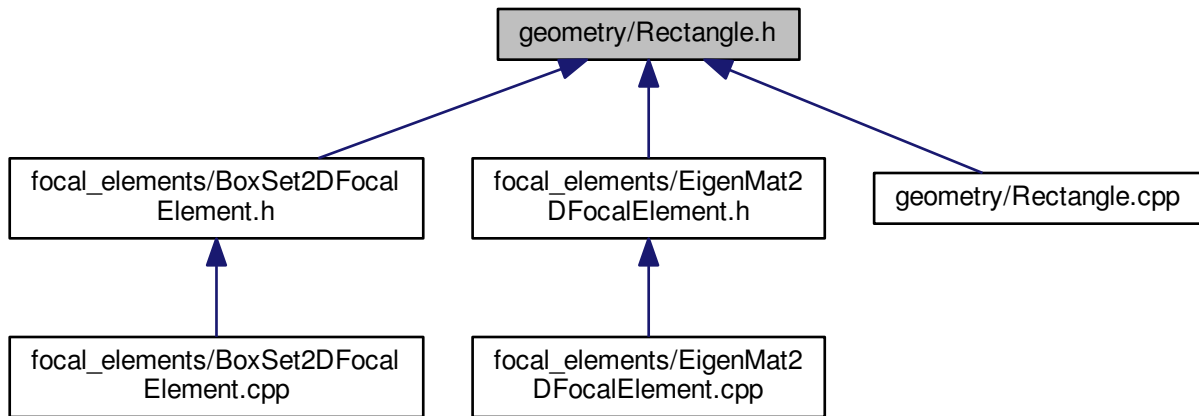 geometry/Rectangle.h
focal_elements/BoxSet2DFocal
Element.h
focal_elements/EigenMat2
DFocalElement.h
geometry/Rectangle.cpp
focal_elements/BoxSet2DFocal
Element.cpp
focal_elements/EigenMat2
DFocalElement.cpp